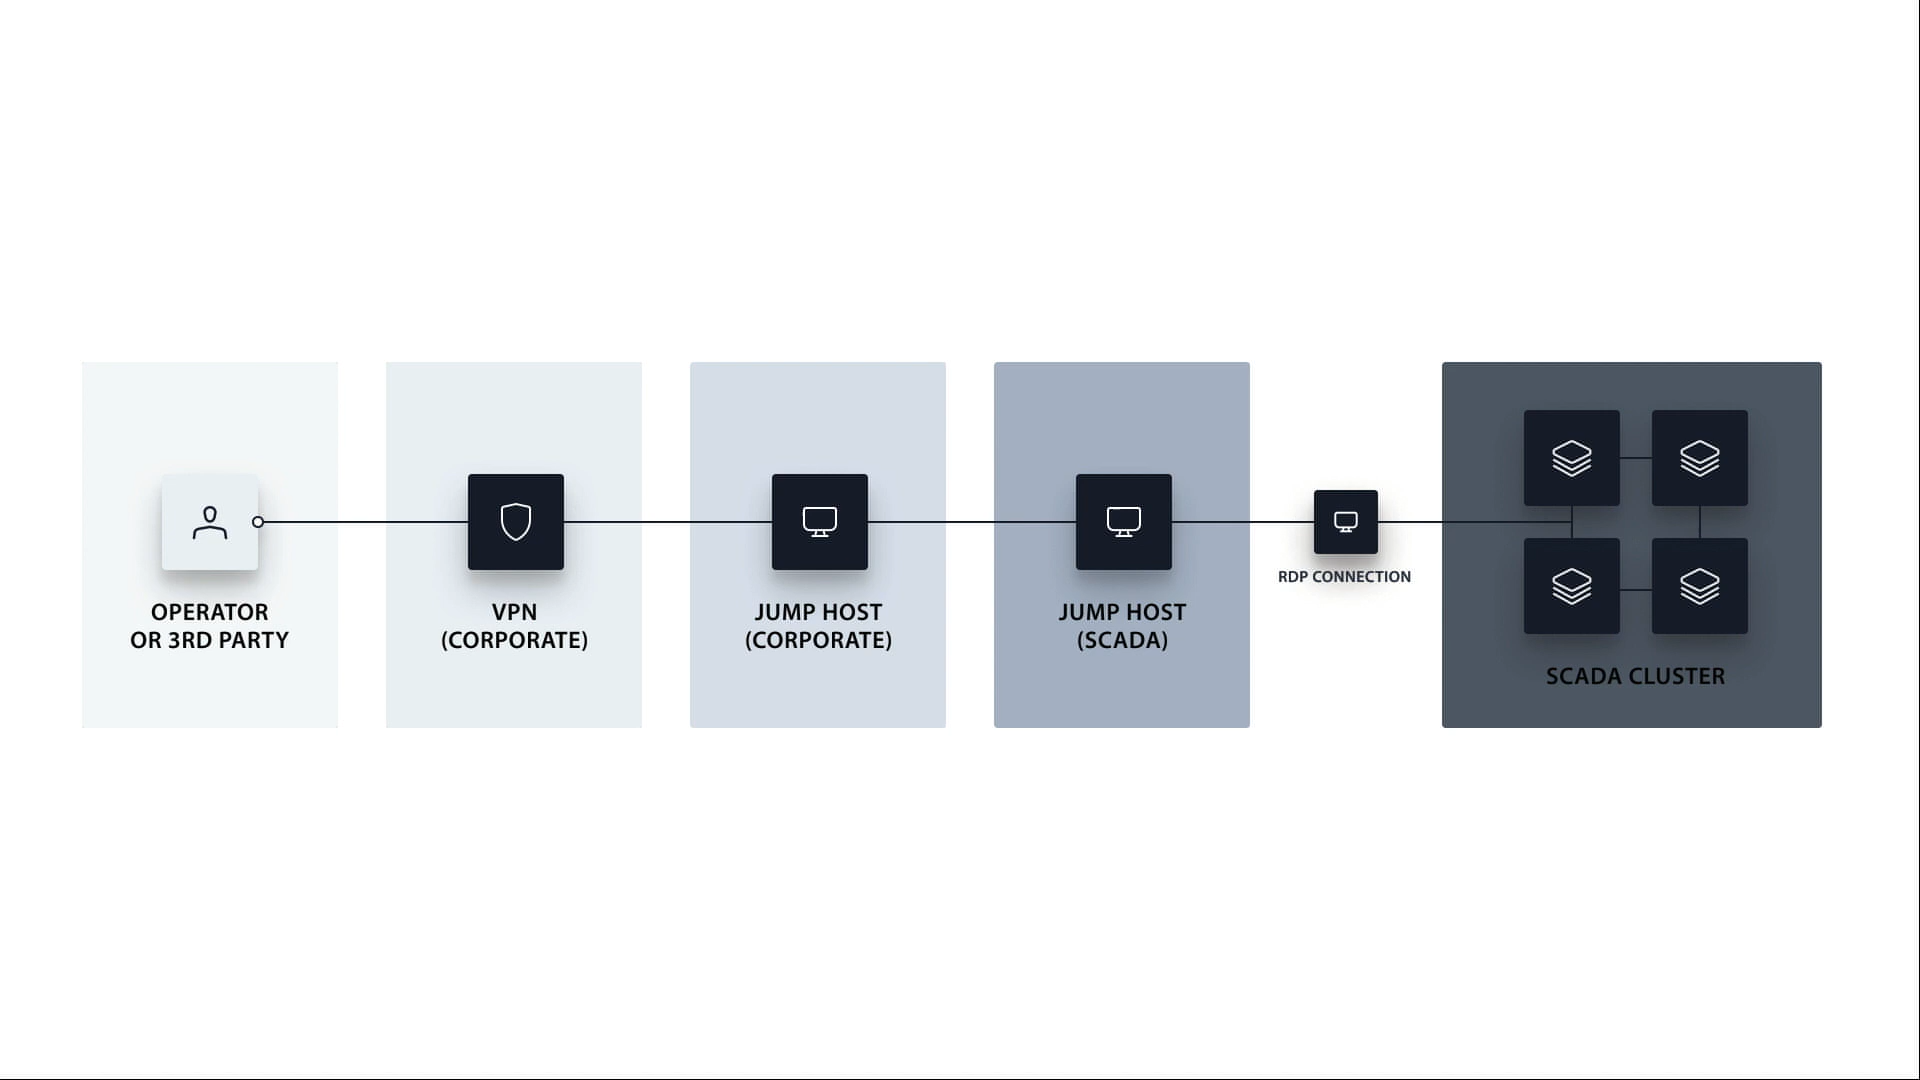 OPERATOR
OR 3RD PARTY
VPN
(CORPORATE)
JUMP HOST
(CORPORATE)
JUMP HOST
(SCADA)
RDP CONNECTION
SCADA CLUSTER